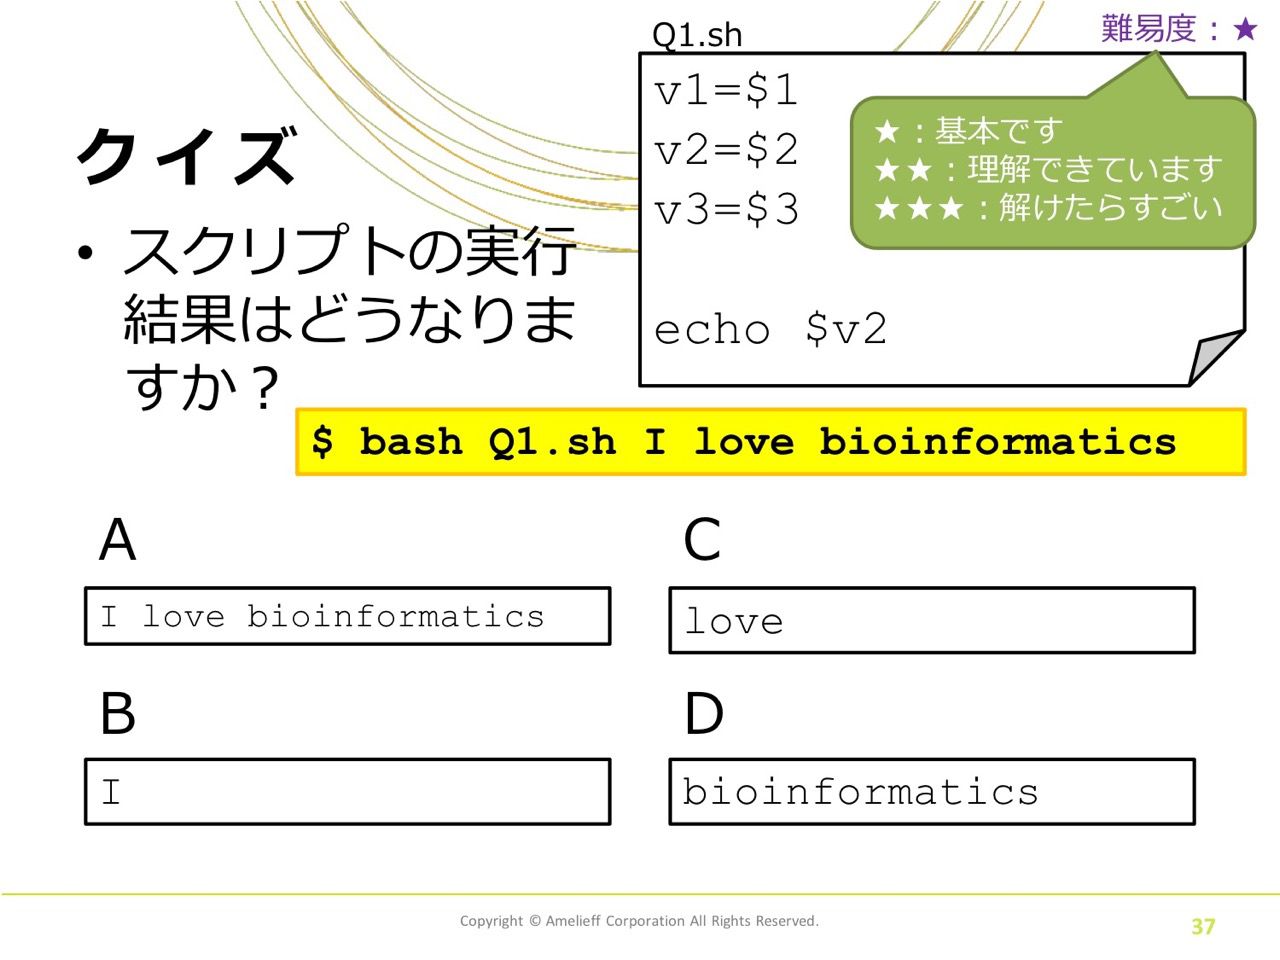 クイズ
• スクリプトの実行
結果はどうなりま
すか？
Q1.sh
難易度：★
v1=$1
v2=$2
v3=$3
echo $v2
★：基本です
★★：理解できています
★★★：解けたらすごい
$ bash Q1.sh I love bioinformatics
A
I love bioinformatics
B
I
C
love
D
bioinformatics
Copyright © Amelieff Corporation All Rights Reserved.
37